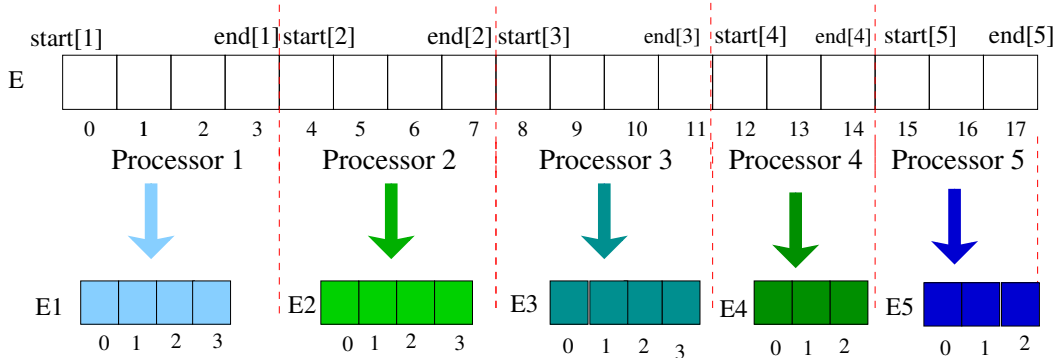 start[1] end[1] start[2] end[2] start[3] end[3] start[4] end[4] start[5] end[5]
E
0 1 2 3 4 5 6 7 8 9 10 11 12 13 14 15 16 17
Processor 1 Processor 2 Processor 3 Processor 4 Processor 5
E1 E2 E3 E4 E5
0 1 2 3 0 1 2 3 0 1 2 3 0 1 2 0 1 2